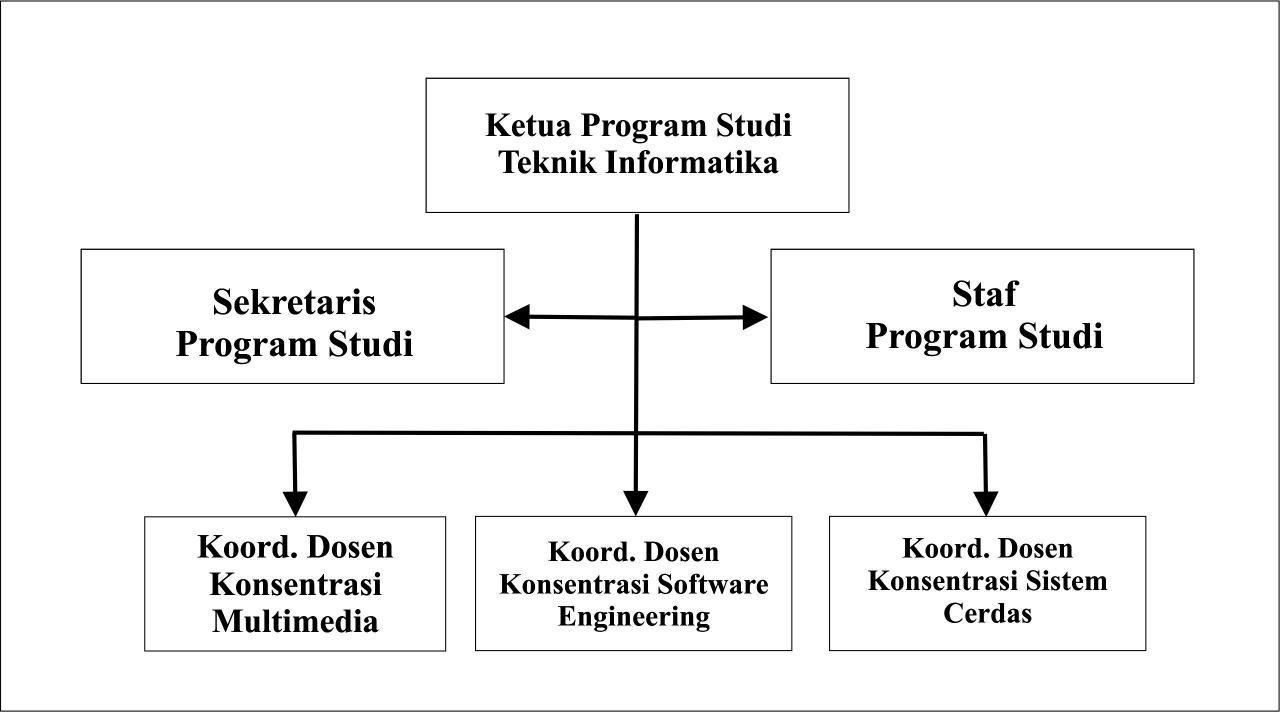 Ketua Program Studi
Teknik Informatika
Sekretaris
Program Studi
Staf
Program Studi
Koord. Dosen
Konsentrasi
Multimedia
Koord. Dosen
Konsentrasi Software
Engineering
Koord. Dosen
Konsentrasi Sistem
Cerdas